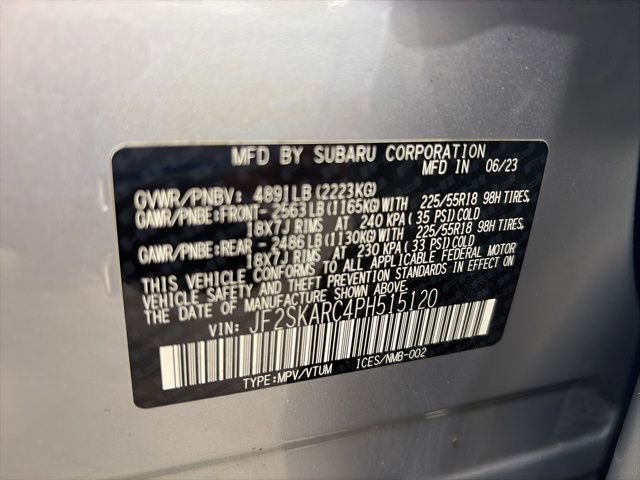 MFD BY SUBARU CORPORATION
MFD IN 06/23
GVWR/PNBV: 4891LB(2223KG)
GAWR/PNBE:FRONT- 2563LB(1165KG)WITH 225/55R18 98H TIRES,
18X7J RIMS AT 240 KPA( 35 PSI)COLD
GAWR/PNBE:REAR - 2486LB(1130KG)WITH 225/55R18 98H TIRES,
18X7J RIMS AT 230 KPA( 33 PSI)COLD
THIS VEHICLE CONFORMS TO ALL APPLICABLE FEDERAL MOTOR
VEHICLE SAFETY AND THEFT PREVENTION STANDARDS IN EFFECT ON
THE DATE OF MANUFACTURE SHOWN ABOVE.
VIN: JF2SKARC4PH515120
TYPE:MPV/VTUM ICES/NMB-002